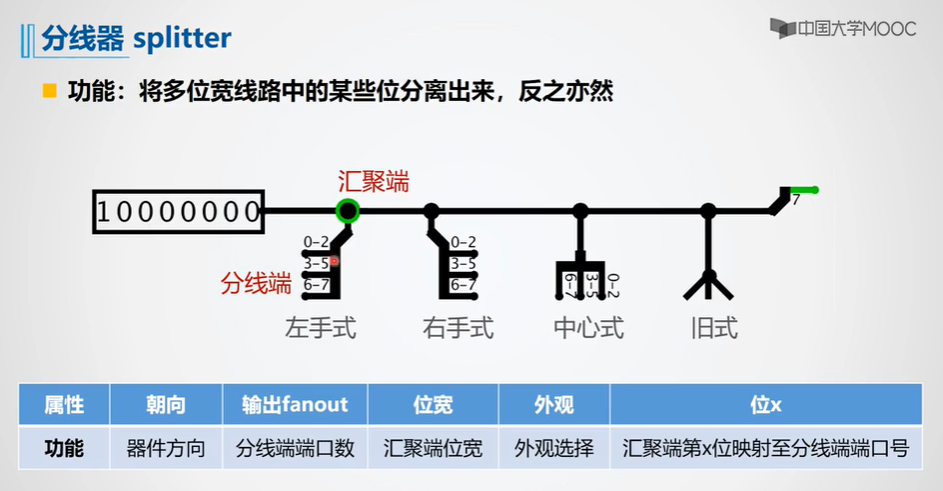 分线器 splitter
中国大学MOOC
功能：将多位宽线路中的某些位分离出来，反之亦然
汇聚端
10000000
7
0-2
3-5
6-7
0-2
3-5
6-7
6-7
3-5
0-2
分线端
左手式
右手式
中心式
旧式
属性 朝向 输出fanout 位宽 外观 位x
功能 器件方向 分线端端口数 汇聚端位宽 外观选择 汇聚端第x位映射至分线端端口号